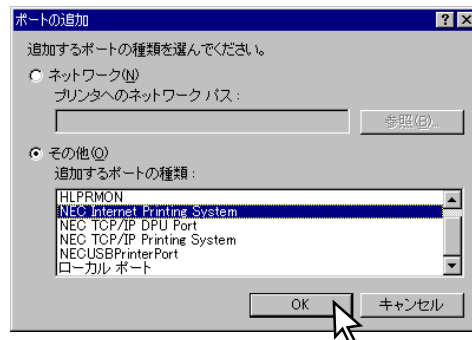 ポートの追加
追加するポートの種類を選んでください。
ネットワーク(N)
プリンタへのネットワーク パス :
参照(B)...
その他(O)
追加するポートの種類 :
HLPRMON
NEC Internet Printing System
NEC TCP/IP DPU Port
NEC TCP/IP Printing System
NECUSBPrinterPort
ローカル ポート
OK
キャンセル